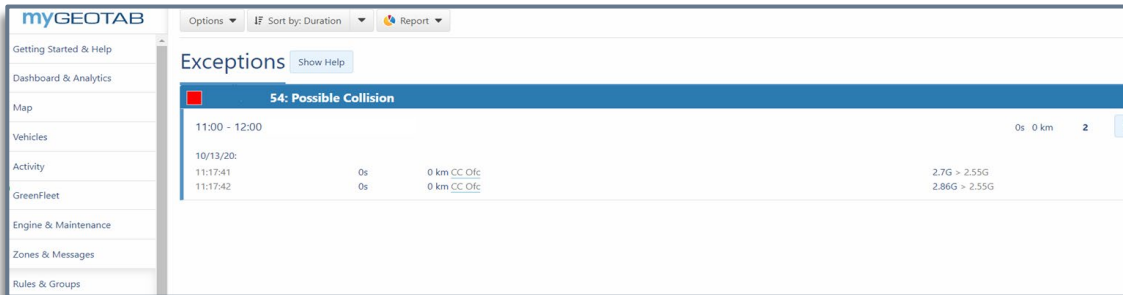 myGEOTAB
Options Sort by: Duration Report
Getting Started & Help
Dashboard & Analytics
Map
Vehicles
Activity
GreenFleet
Engine & Maintenance
Zones & Messages
Rules & Groups
Exceptions Show Help
54: Possible Collision
11:00 - 12:00 0s 0 km 2
10/13/20:
11:17:41 0s 0 km CC Ofc 2.7G > 2.55G
11:17:42 0s 0 km CC Ofc 2.86G > 2.55G